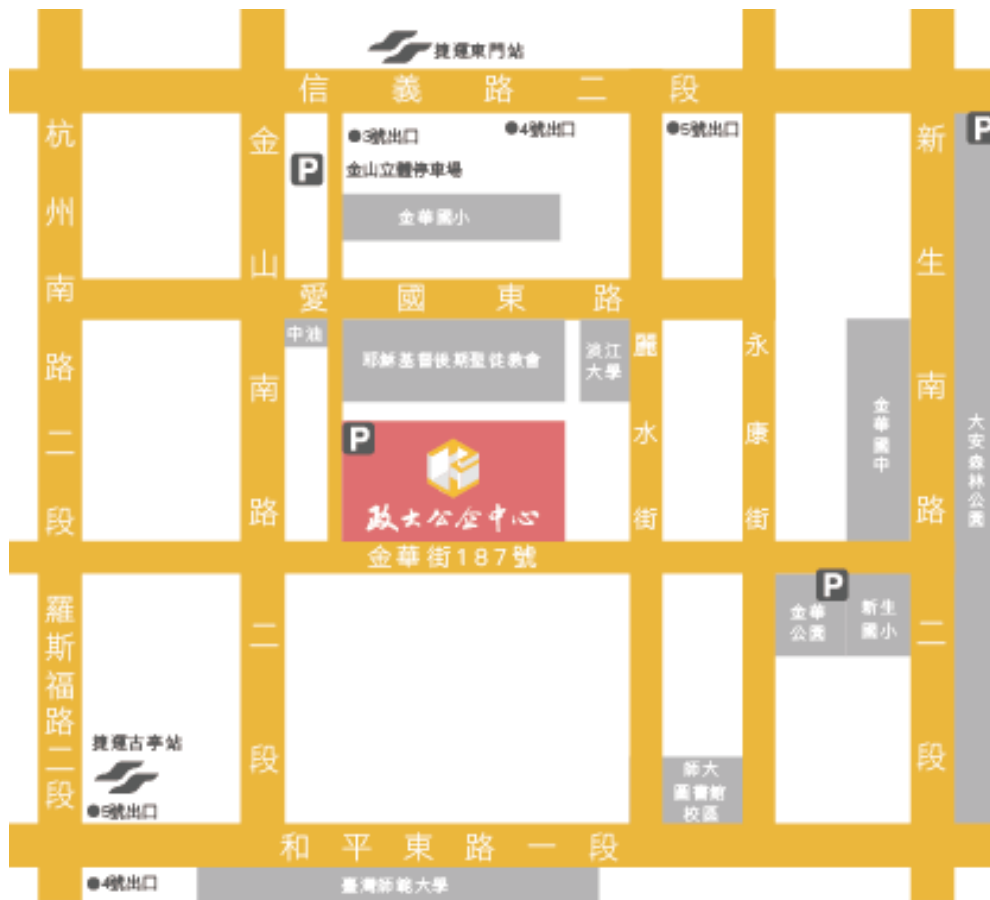 捷運東門站
信義路二段
杭州南路二段
金山南路二段
新生南路二段
P
●3號出口
●4號出口
●5號出口
P
金山立體停車場
金華國小
愛國東路
中油
耶穌基督後期聖徒教會
淡江
大學
麗水街
永康街
金華國中
大安森林公園
P
政大公企中心
金華街187號
P
金華
公園
新生
國小
羅斯福路二段
捷運古亭站
●5號出口
師大
圖書館
校區
和平東路一段
●4號出口
臺灣師範大學